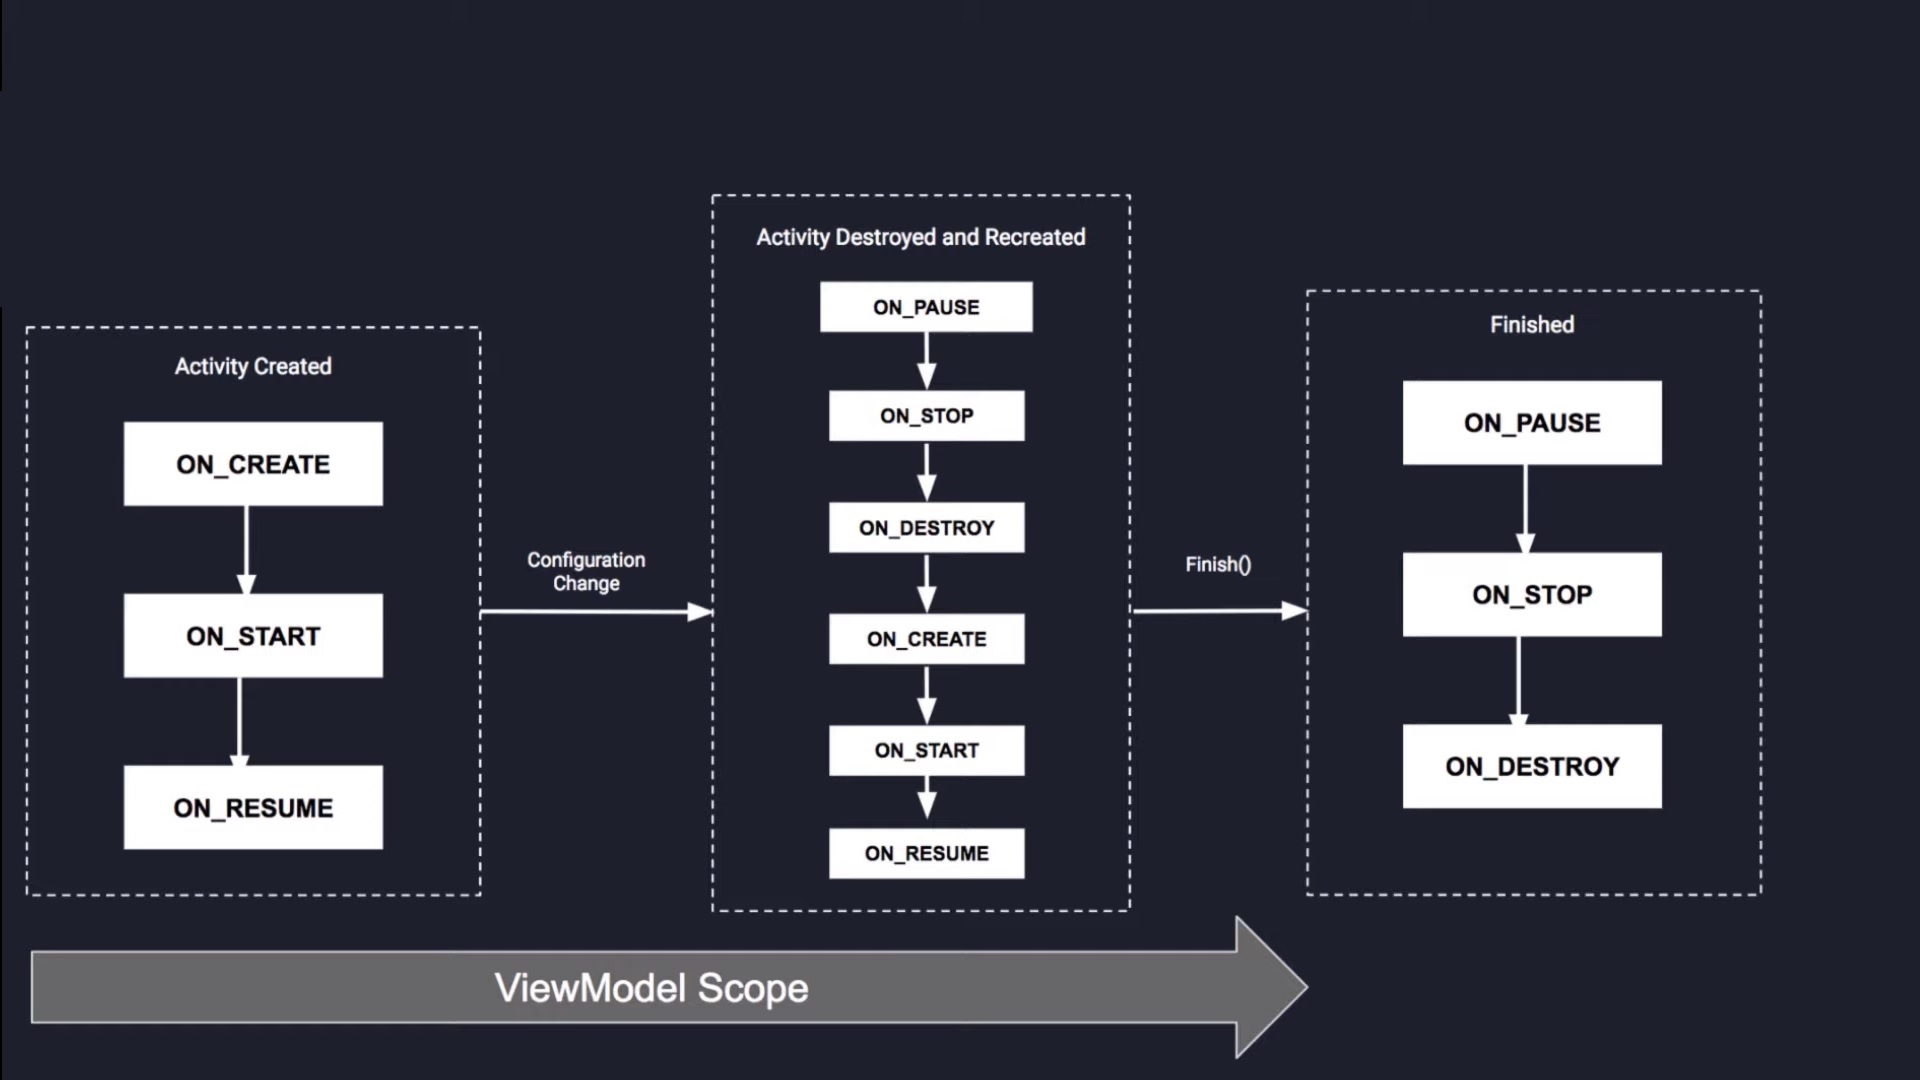 Activity Created
ON_CREATE
ON_START
ON_RESUME
Configuration
Change
Activity Destroyed and Recreated
ON_PAUSE
ON_STOP
ON_DESTROY
ON_CREATE
ON_START
ON_RESUME
Finish()
Finished
ON_PAUSE
ON_STOP
ON_DESTROY
ViewModel Scope